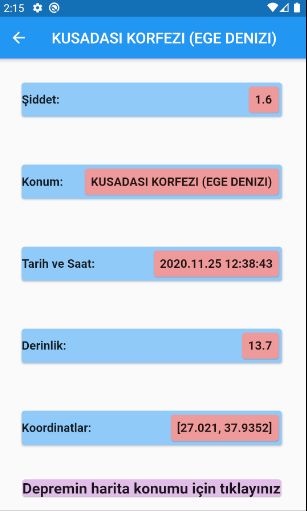 2:15
KUSADASI KORFEZI (EGE DENIZI)
Şiddet: 1.6
Konum: KUSADASI KORFEZI (EGE DENIZI)
Tarih ve Saat: 2020.11.25 12:38:43
Derinlik: 13.7
Koordinatlar: [27.021, 37.9352]
Depremin harita konumu için tıklayınız